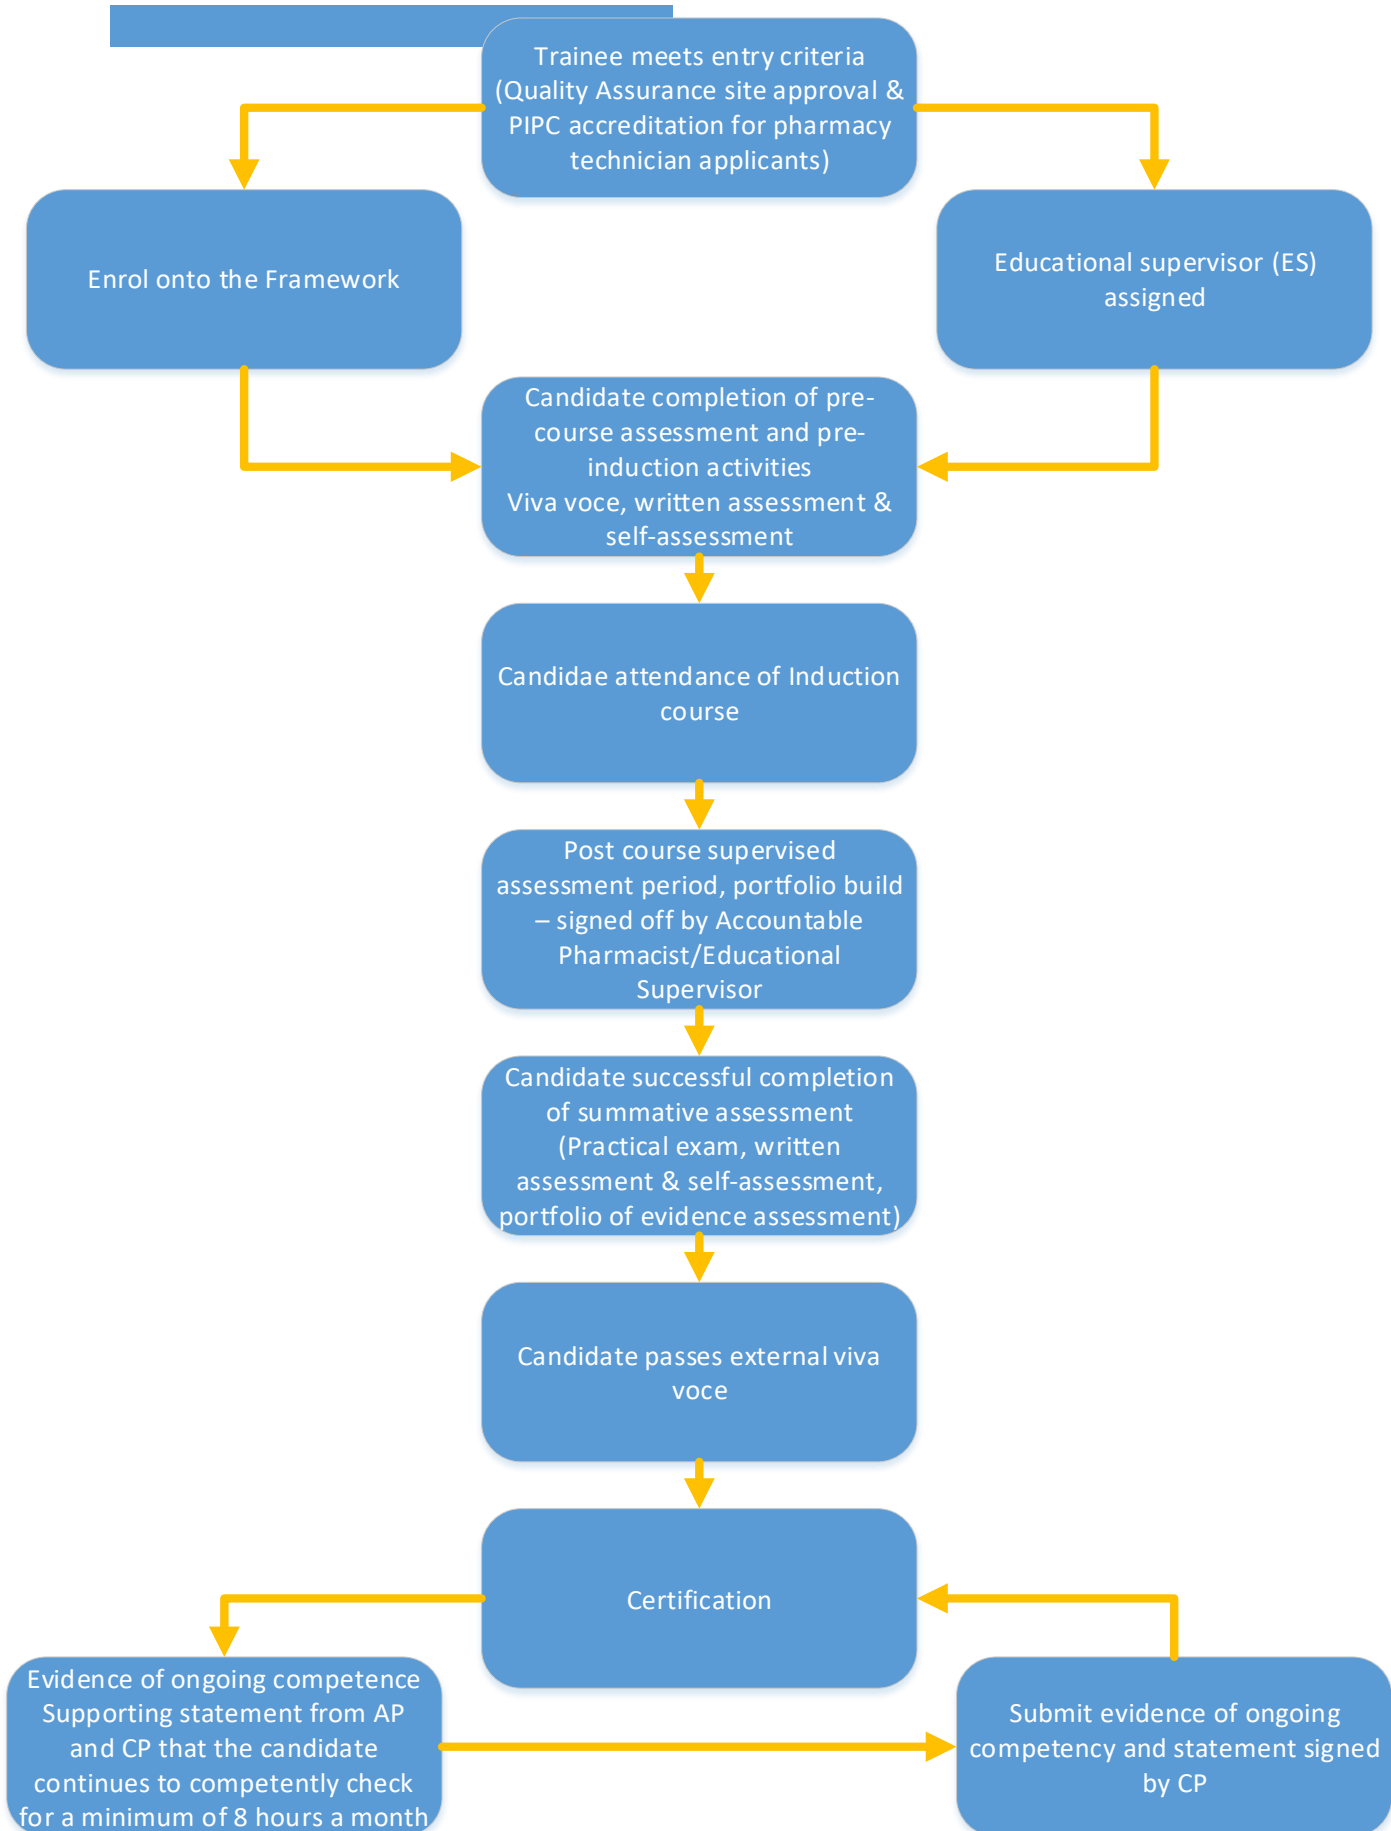 Trainee meets entry criteria
(Quality Assurance site approval &
PIPC accreditation for pharmacy
technician applicants)
Enrol onto the Framework
Educational supervisor (ES)
assigned
Candidate completion of pre-
course assessment and pre-
induction activities
Viva voce, written assessment &
self-assessment
Candidae attendance of Induction
course
Post course supervised
assessment period, portfolio build
– signed off by Accountable
Pharmacist/Educational
Supervisor
Candidate successful completion
of summative assessment
(Practical exam, written
assessment & self-assessment,
portfolio of evidence assessment)
Candidate passes external viva
voce
Certification
Evidence of ongoing competence
Supporting statement from AP
and CP that the candidate
continues to competently check
for a minimum of 8 hours a month
Submit evidence of ongoing
competency and statement signed
by CP